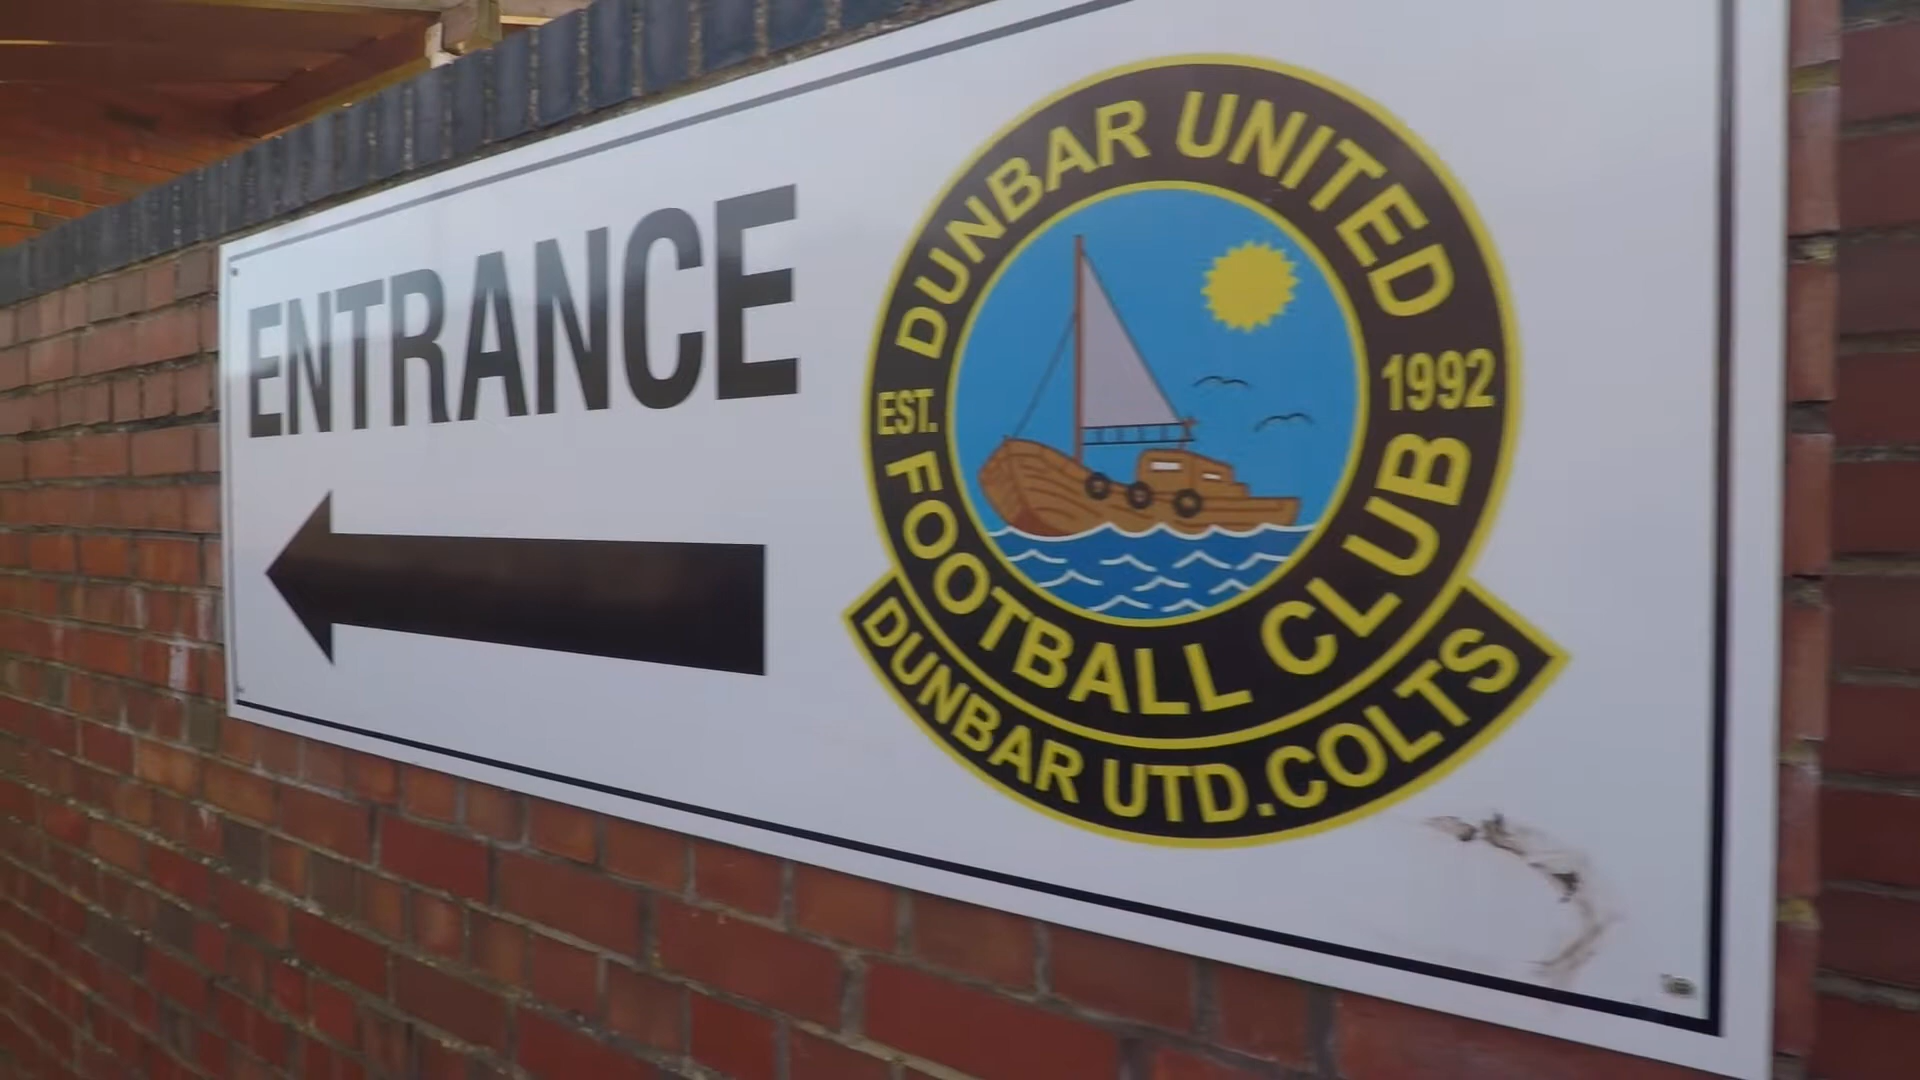 ENTRANCE
DUNBAR UNITED
EST. 1992
FOOTBALL CLUB
DUNBAR UTD. COLTS